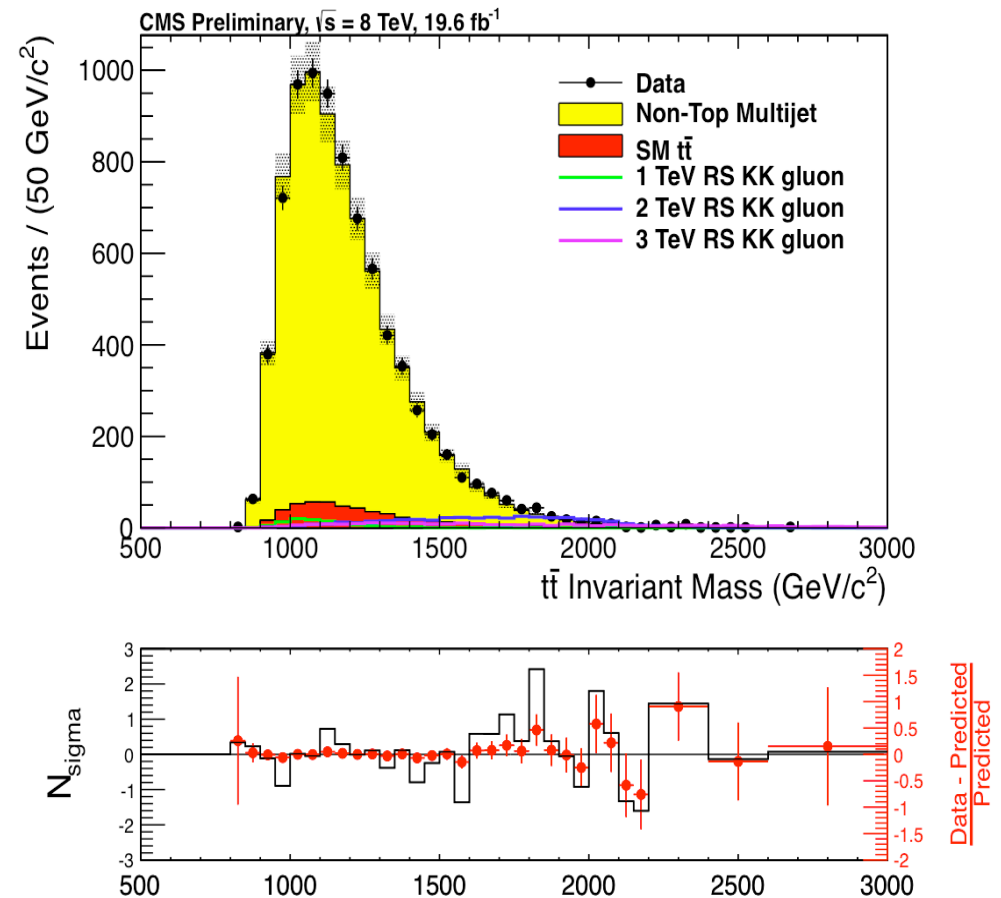 CMS Preliminary, √s = 8 TeV, 19.6 fb⁻¹
Events / (50 GeV/c²)
1000
800
600
400
200
0
Data
Non-Top Multijet
SM tt̄
1 TeV RS KK gluon
2 TeV RS KK gluon
3 TeV RS KK gluon
500 1000 1500 2000 2500 3000
tt̄ Invariant Mass (GeV/c²)
N_sigma
3
2
1
0
-1
-2
-3
2
1.5
1
0.5
0
-0.5
-1
-1.5
-2
Data - Predicted
Predicted
500 1000 1500 2000 2500 3000